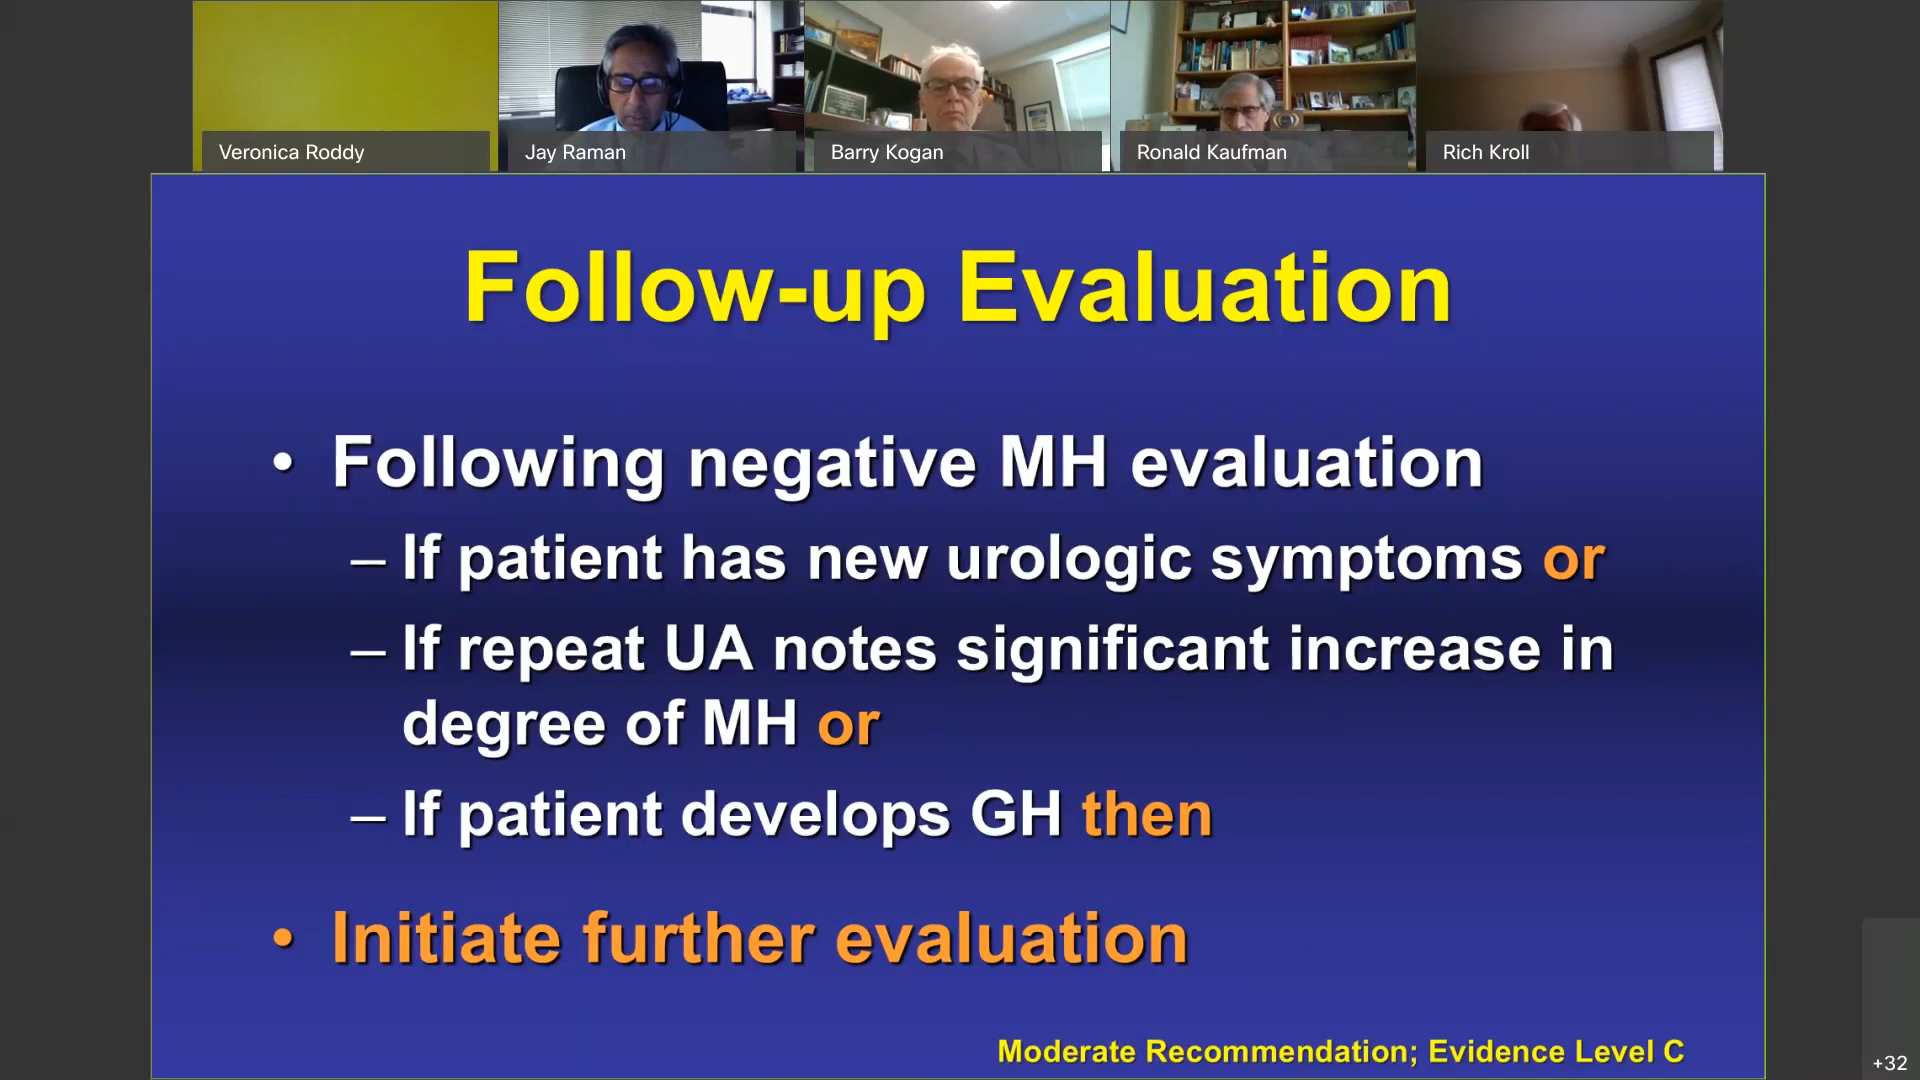 Veronica Roddy
Jay Raman
Barry Kogan
Ronald Kaufman
Rich Kroll
Follow-up Evaluation
• Following negative MH evaluation
– If patient has new urologic symptoms or
– If repeat UA notes significant increase in
degree of MH or
– If patient develops GH then
• Initiate further evaluation
Moderate Recommendation; Evidence Level C
+32